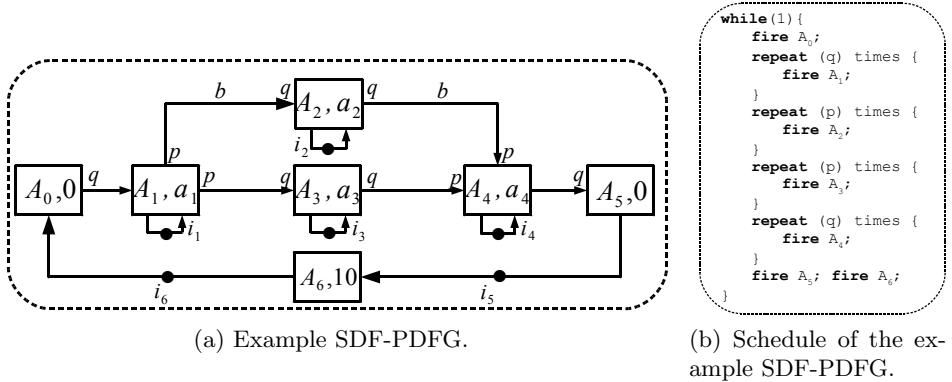 b
b
q
A₂, a₂
q
i₂
p
p
A₀,0
q
A₁, a₁
p
q
A₃, a₃
q
p
A₄, a₄
q
A₅,0
i₁
i₃
i₄
A₆,10
i₆
i₅
(a) Example SDF-PDFG.
while(1){
fire A₀;
repeat (q) times {
fire A₁;
}
repeat (p) times {
fire A₂;
}
repeat (p) times {
fire A₃;
}
repeat (q) times {
fire A₄;
}
fire A₅; fire A₆;
}
(b) Schedule of the ex-
ample SDF-PDFG.